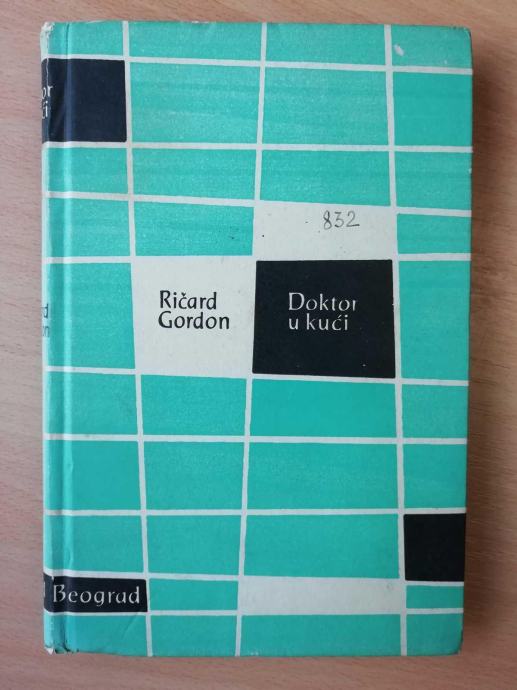 832
Ričard
Gordon
Doktor
u kući
Beograd